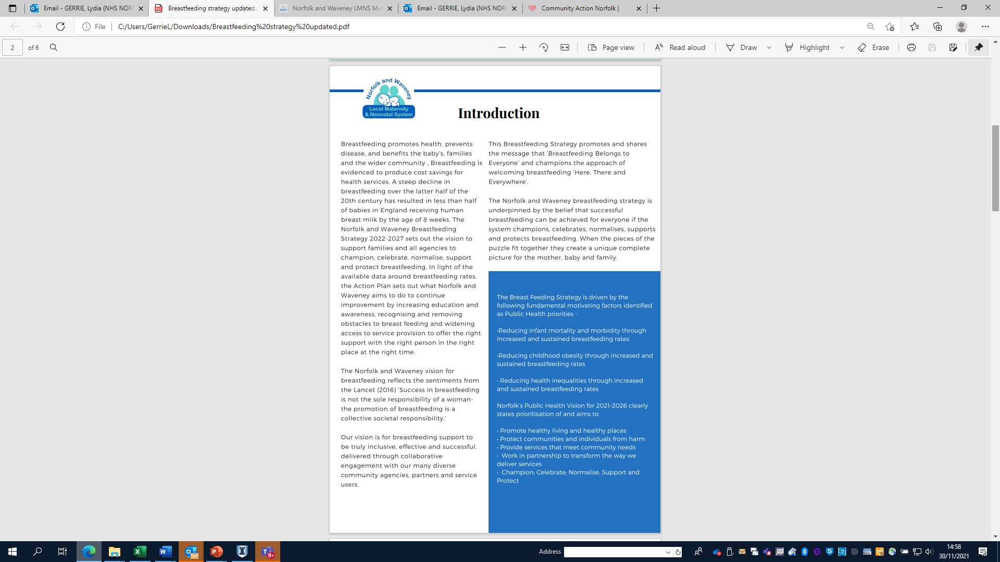 Email - GERRIE, Lydia (NHS NORF
Breastfeeding strategy updated.p
Norfolk and Waveney LMNS Mul
Email - GERRIE, Lydia (NHS NORF
Community Action Norfolk |
File
C:/Users/GerrieL/Downloads/Breastfeeding%20strategy%20updated.pdf
2 of 6
Page view
Read aloud
Draw
Highlight
Erase
Norfolk and Waveney
Local Maternity
& Neonatal System
Introduction
Breastfeeding promotes health, prevents
disease, and benefits the baby's, families
and the wider community , Breastfeeding is
evidenced to produce cost savings for
health services. A steep decline in
breastfeeding over the latter half of the
20th century has resulted in less than half
of babies in England receiving human
breast milk by the age of 8 weeks. The
Norfolk and Waveney Breastfeeding
Strategy 2022-2027 sets out the vision to
support families and all agencies to
champion, celebrate, normalise, support
and protect breastfeeding. In light of the
available data around breastfeeding rates,
the Action Plan sets out what Norfolk and
Waveney aims to do to continue
improvement by increasing education and
awareness, recognising and removing
obstacles to breast feeding and widening
access to service provision to offer the right
support with the right person in the right
place at the right time.
The Norfolk and Waveney vision for
breastfeeding reflects the sentiments from
the Lancet (2016) 'Success in breastfeeding
is not the sole responsibility of a woman-
the promotion of breastfeeding is a
collective societal responsibility.'
Our vision is for breastfeeding support to
be truly inclusive, effective and successful,
delivered through collaborative
engagement with our many diverse
community agencies, partners and service
users.
This Breastfeeding Strategy promotes and shares
the message that 'Breastfeeding Belongs to
Everyone' and champions the approach of
welcoming breastfeeding 'Here, There and
Everywhere'.
The Norfolk and Waveney breastfeeding strategy is
underpinned by the belief that successful
breastfeeding can be achieved for everyone if the
system champions, celebrates, normalises, supports
and protects breastfeeding. When the pieces of the
puzzle fit together they create a unique complete
picture for the mother, baby and family.
The Breast Feeding Strategy is driven by the
following fundamental motivating factors identified
as Public Health priorities -
•Reducing infant mortality and morbidity through
increased and sustained breastfeeding rates
•Reducing childhood obesity through increased and
sustained breastfeeding rates
• Reducing health inequalities through increased
and sustained breastfeeding rates
Norfolk's Public Health Vision for 2021-2026 clearly
states prioritisation of and aims to
• Promote healthy living and healthy places
• Protect communities and individuals from harm
• Provide services that meet community needs
•  Work in partnership to transform the way we
deliver services
•  Champion; Celebrate; Normalise, Support and
Protect
Address
9+
14:58
30/11/2021